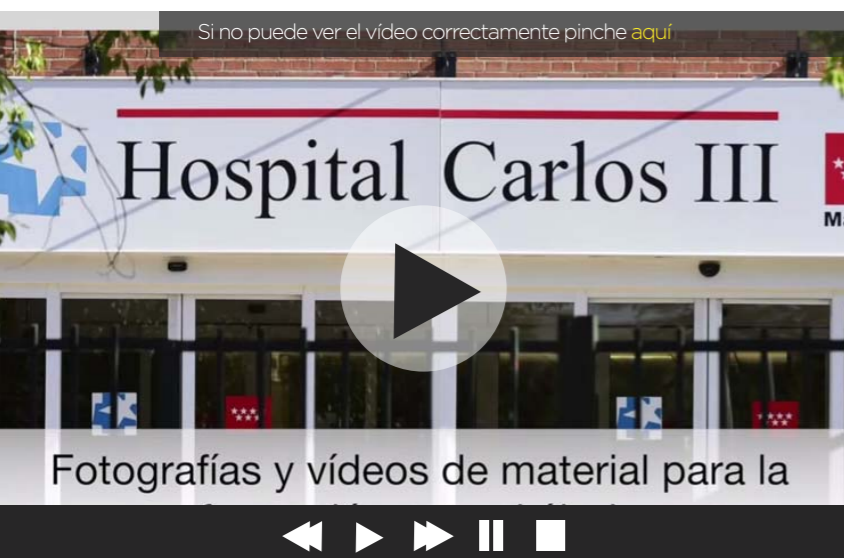 Si no puede ver el vídeo correctamente pinche aquí
Hospital Carlos III
Fotografías y vídeos de material para la